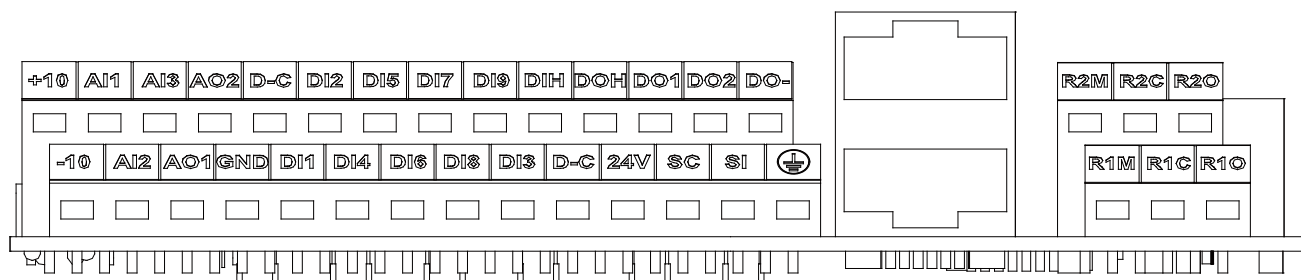 +10 AI1 AI3 AO2 D-C DI2 DI5 DI7 DI9 DIH DOH DO1 DO2 DO- R2M R2C R2O
-10 AI2 AO1 GND DI1 DI4 DI6 DI8 DI3 D-C 24V SC SI R1M R1C R1O